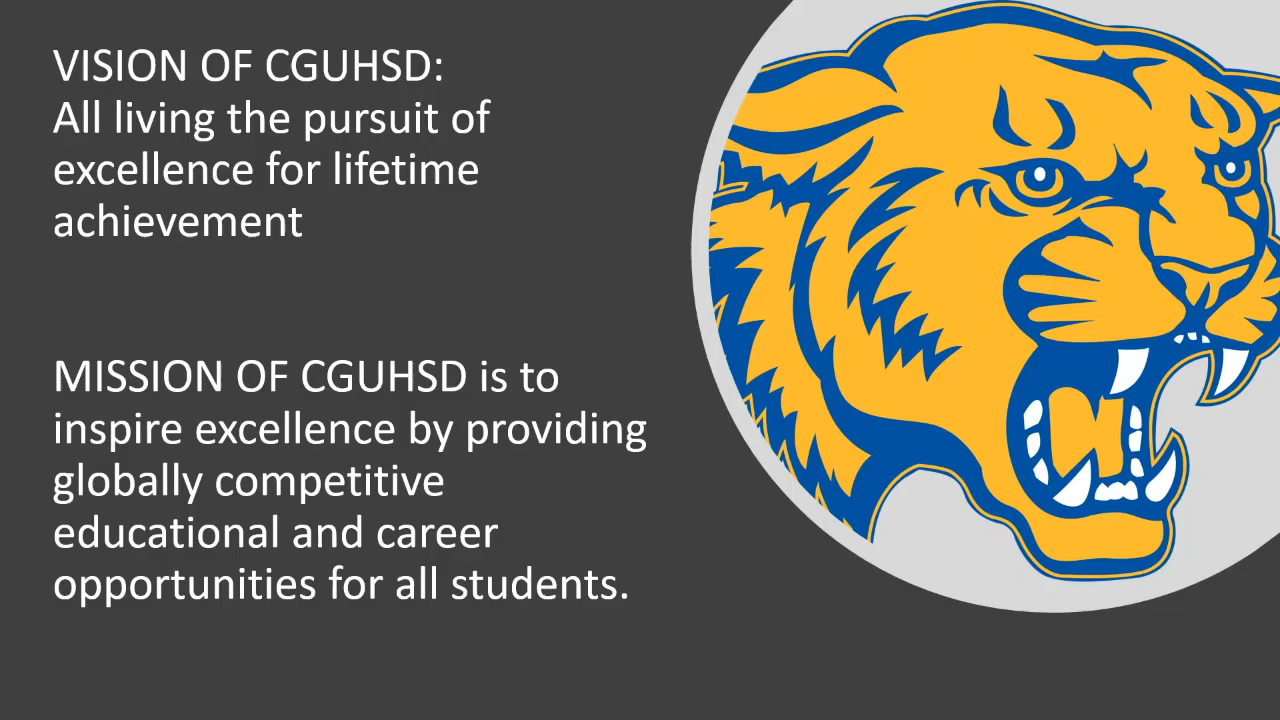 VISION OF CGUHSD:
All living the pursuit of
excellence for lifetime
achievement
MISSION OF CGUHSD is to
inspire excellence by providing
globally competitive
educational and career
opportunities for all students.